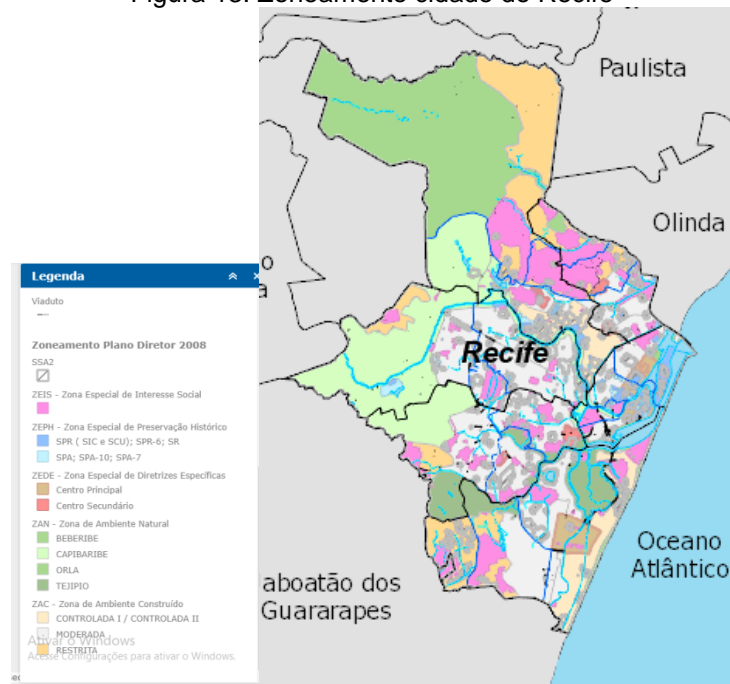 Figura 18. Zoneamento cidade do Recife
Paulista
Olinda
o
a
Recife
Oceano
Atlântico
aboatão dos
Guararapes
Legenda
Viaduto
Zoneamento Plano Diretor 2008
SSA2
ZEIS - Zona Especial de Interesse Social
ZEPH - Zona Especial de Preservação Histórico
SPR ( SIC e SCU); SPR-6; SR
SPA; SPA-10; SPA-7
ZEDE - Zona Especial de Diretrizes Específicas
Centro Principal
Centro Secundário
ZAN - Zona de Ambiente Natural
BEBERIBE
CAPIBARIBE
ORLA
TEJIPIO
ZAC - Zona de Ambiente Construído
CONTROLADA I / CONTROLADA II
MODERADA
RESTRITA
Ativar o Windows
Acesse Configurações para ativar o Windows.